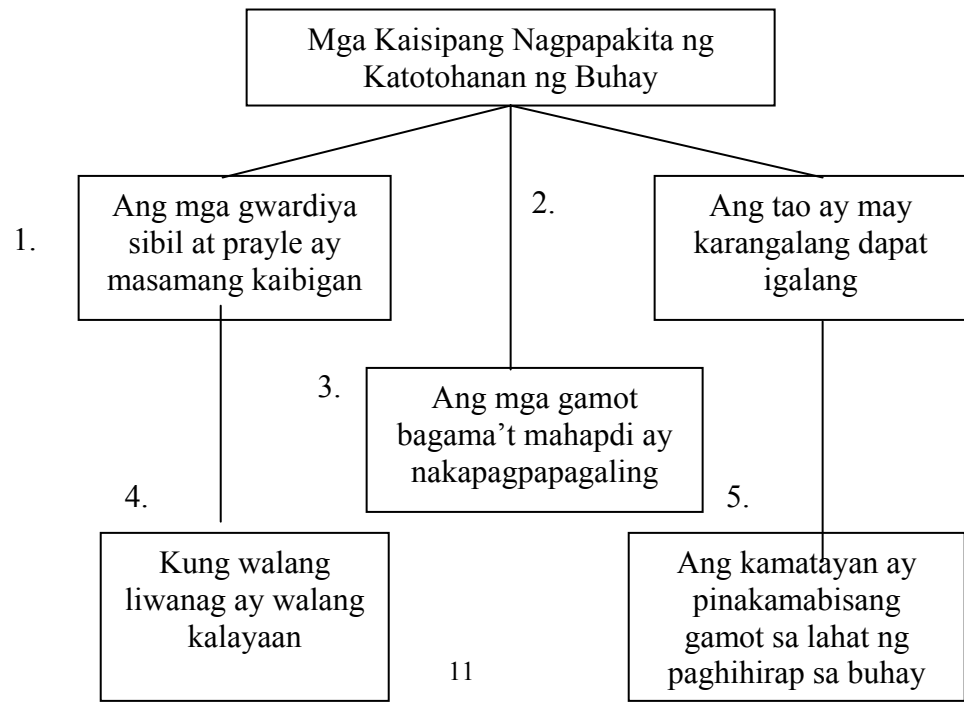 Mga Kaisipang Nagpapakita ng
Katotohanan ng Buhay
1.
Ang mga gwardiya
sibil at prayle ay
masamang kaibigan
2.
Ang tao ay may
karangalang dapat
igalang
3.
Ang mga gamot
bagama’t mahapdi ay
nakapagpapagaling
4.
Kung walang
liwanag ay walang
kalayaan
5.
Ang kamatayan ay
pinakamabisang
gamot sa lahat ng
paghihirap sa buhay
11